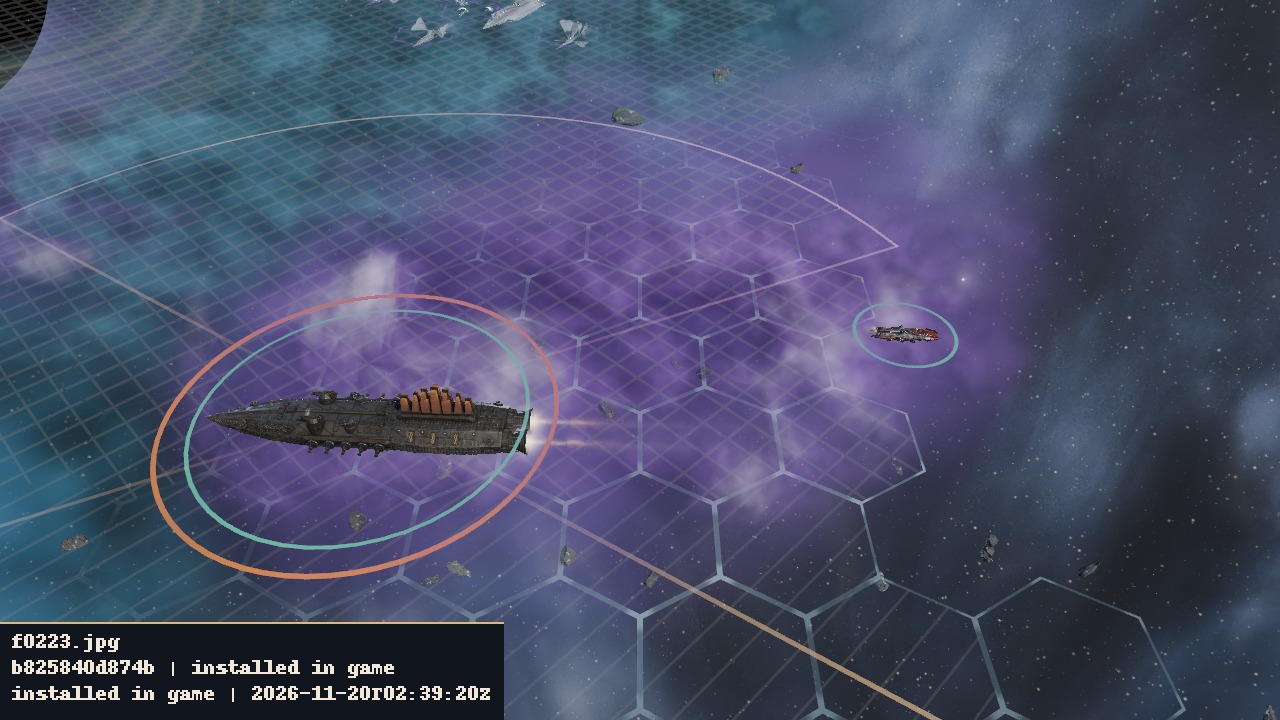 f0223.jpg
b825840d874b | installed in game
installed in game | 2026-11-20T02:39:20Z